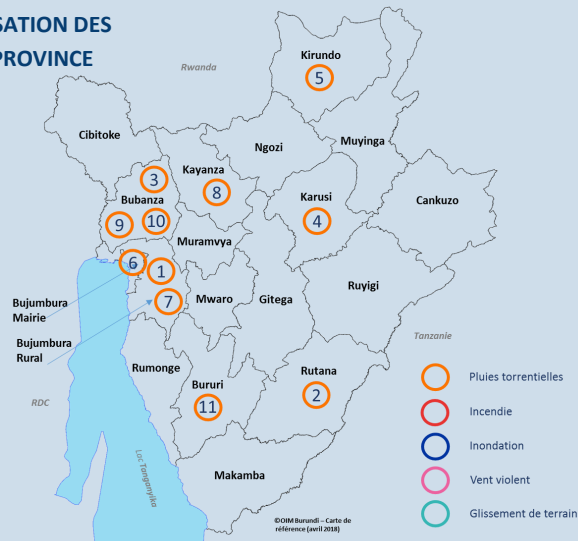 SATION DES
PROVINCE
Rwanda
Kirundo
5
Cibitoke
Ngozi
Muyinga
Kayanza
8
3
Bubanza
9
10
Karusi
4
Cankuzo
Muramvya
6
1
7
Bujumbura
Mairie
Mwaro
Gitega
Ruyigi
Bujumbura
Rural
Tanzanie
Rumonge
Bururi
11
Rutana
2
RDC
Makamba
Lac Tanganyika
©OIM Burundi – Carte de
référence (avril 2018)
Pluies torrentielles
Incendie
Inondation
Vent violent
Glissement de terrain